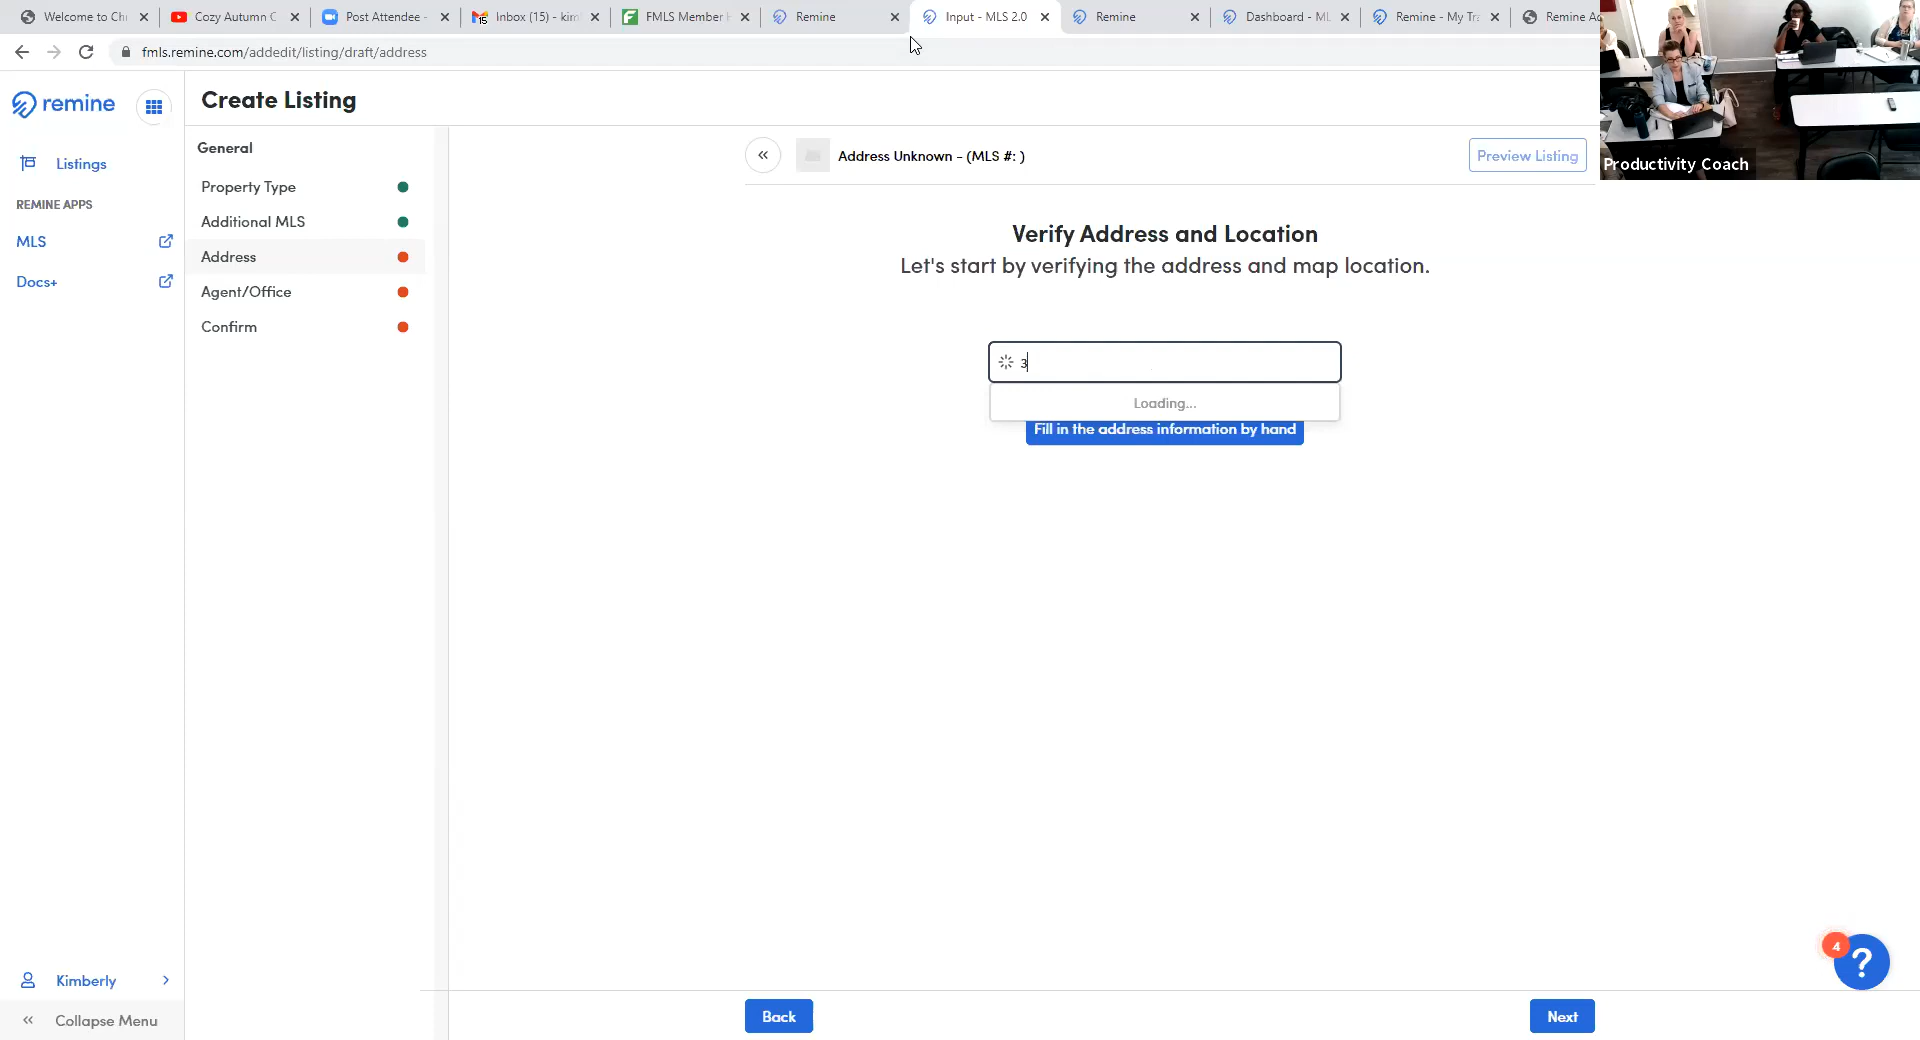 Welcome to Ch
Cozy Autumn C
Post Attendee -
Inbox (15) - kim
FMLS Member
Remine
Input - MLS 2.0
Remine
Dashboard - ML
Remine - My Tra
Remine Ad
fmls.remine.com/addedit/listing/draft/address
remine
Create Listing
General
Address Unknown - (MLS #: )
Preview Listing
Productivity Coach
Listings
Property Type
REMINE APPS
Additional MLS
Verify Address and Location
MLS
Address
Let's start by verifying the address and map location.
Docs+
Agent/Office
Confirm
3
Loading...
Fill in the address information by hand
4
?
Kimberly
Collapse Menu
Back
Next